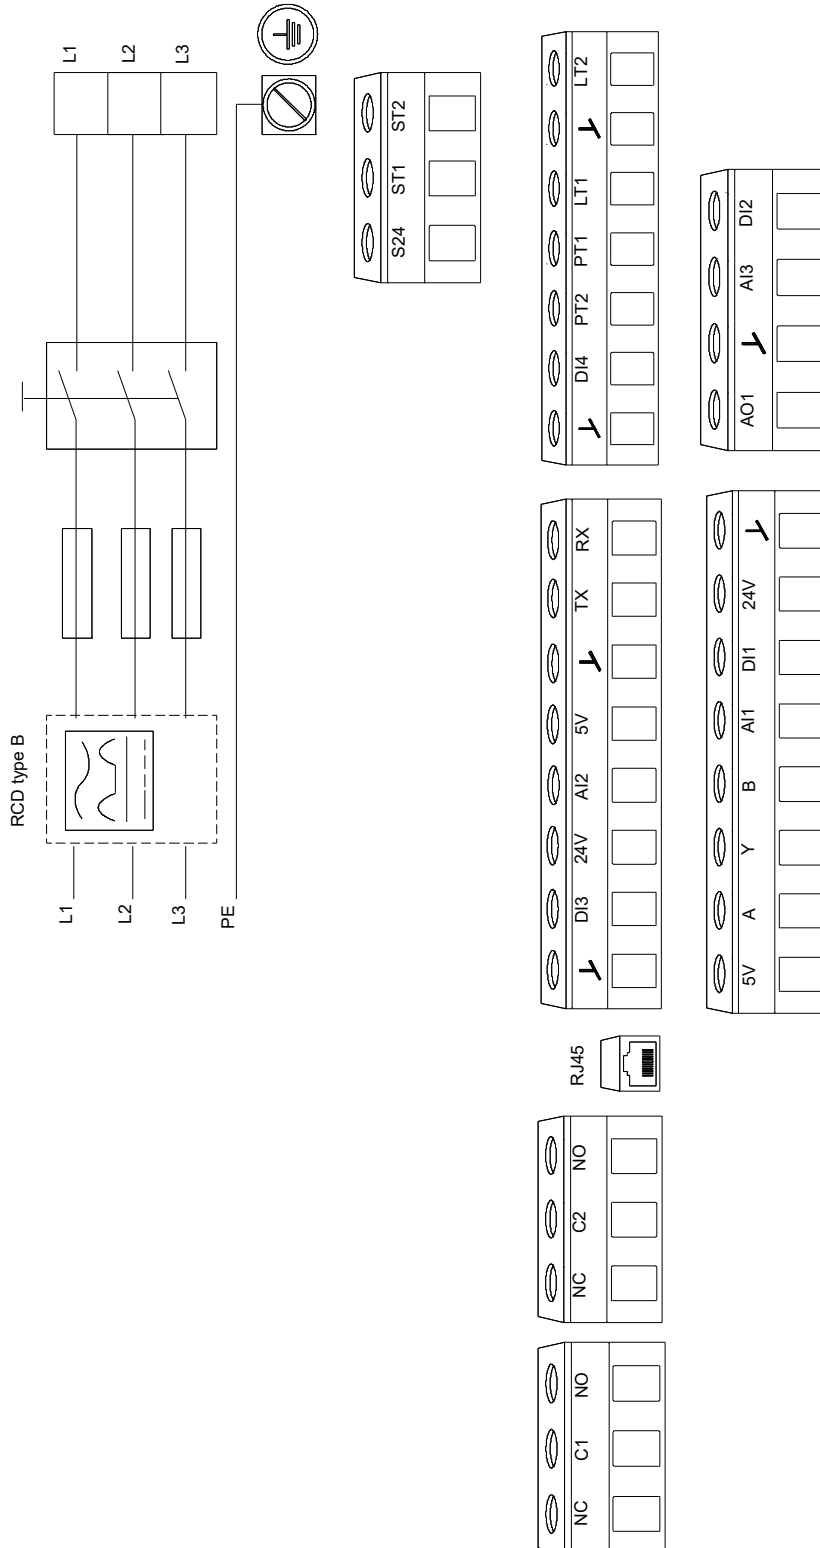 RCD type B
L1 L1
L2 L2
L3 L3
PE
S24 ST1 ST2
NC C1 NO
NC C2 NO
RJ45
DI3 24V AI2 5V TX RX
DI4 PT2 PT1 LT1 LT2
5V A Y B AI1 DI1 24V
AO1 AI3 DI2